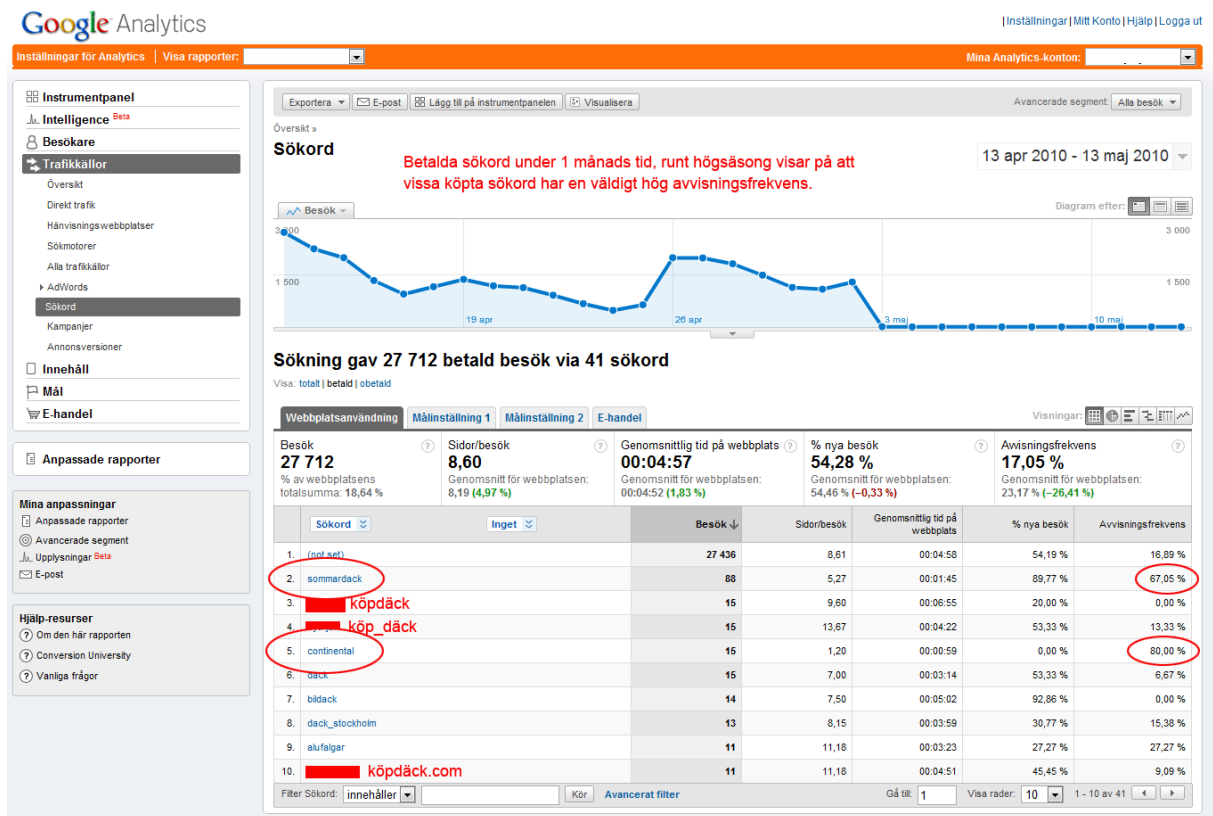 Google Analytics
|Inställningar|Mitt Konto|Hjälp|Logga ut
Inställningar för Analytics | Visa rapporter:
Mina Analytics-konton:
Instrumentpanel
Intelligence Beta
Besökare
Trafikkällor
Översikt
Direkt trafik
Hänvisningswebbplatser
Sökmotorer
Alla trafikkällor
AdWords
Sökord
Kampanjer
Annonsversioner
Innehåll
Mål
E-handel
Anpassade rapporter
Mina anpassningar
Anpassade rapporter
Avancerade segment
Upplysningar Beta
E-post
Hjälp-resurser
Om den här rapporten
Conversion University
Vanliga frågor
Exportera E-post Lägg till på instrumentpanelen Visualisera
Avancerade segment: Alla besök
Översikt »
Sökord
Betalda sökord under 1 månads tid, runt högsäsong visar på att
vissa köpta sökord har en väldigt hög avvisningsfrekvens.
13 apr 2010 - 13 maj 2010
Besök
Diagram efter:
3 000 3 000
1 500 1 500
19 apr 26 apr 3 maj 10 maj
Sökning gav 27 712 betald besök via 41 sökord
Visa: totalt | betald | obetald
Webbplatsanvändning Målinställning 1 Målinställning 2 E-handel
Visningar:
Besök ?
27 712
% av webbplatsens
totalsumma: 18,64 %
Sidor/besök ?
8,60
Genomsnitt för webbplatsen:
8,19 (4,97 %)
Genomsnittlig tid på webbplats ?
00:04:57
Genomsnitt för webbplatsen:
00:04:52 (1,83 %)
% nya besök ?
54,28 %
Genomsnitt för webbplatsen:
54,46 % (−0,33 %)
Avvisningsfrekvens ?
17,05 %
Genomsnitt för webbplatsen:
23,17 % (−26,41 %)
Sökord Inget Besök ↓ Sidor/besök Genomsnittlig tid på webbplats % nya besök Avvisningsfrekvens
1. (not set) 27 436 8,61 00:04:58 54,19 % 16,89 %
2. sommardack 88 5,27 00:01:45 89,77 % 67,05 %
3. köpdäck 15 9,60 00:06:55 20,00 % 0,00 %
4. köp_däck 15 13,67 00:04:22 53,33 % 13,33 %
5. continental 15 1,20 00:00:59 0,00 % 80,00 %
6. dack 15 7,00 00:03:14 53,33 % 6,67 %
7. bildack 14 7,50 00:05:02 92,86 % 0,00 %
8. dack_stockholm 13 8,15 00:03:59 30,77 % 15,38 %
9. alufalgar 11 11,18 00:03:23 27,27 % 27,27 %
10. köpdäck.com 11 11,18 00:04:51 45,45 % 9,09 %
Filter Sökord: innehåller Kör Avancerat filter Gå till: 1 Visa rader: 10 1 - 10 av 41